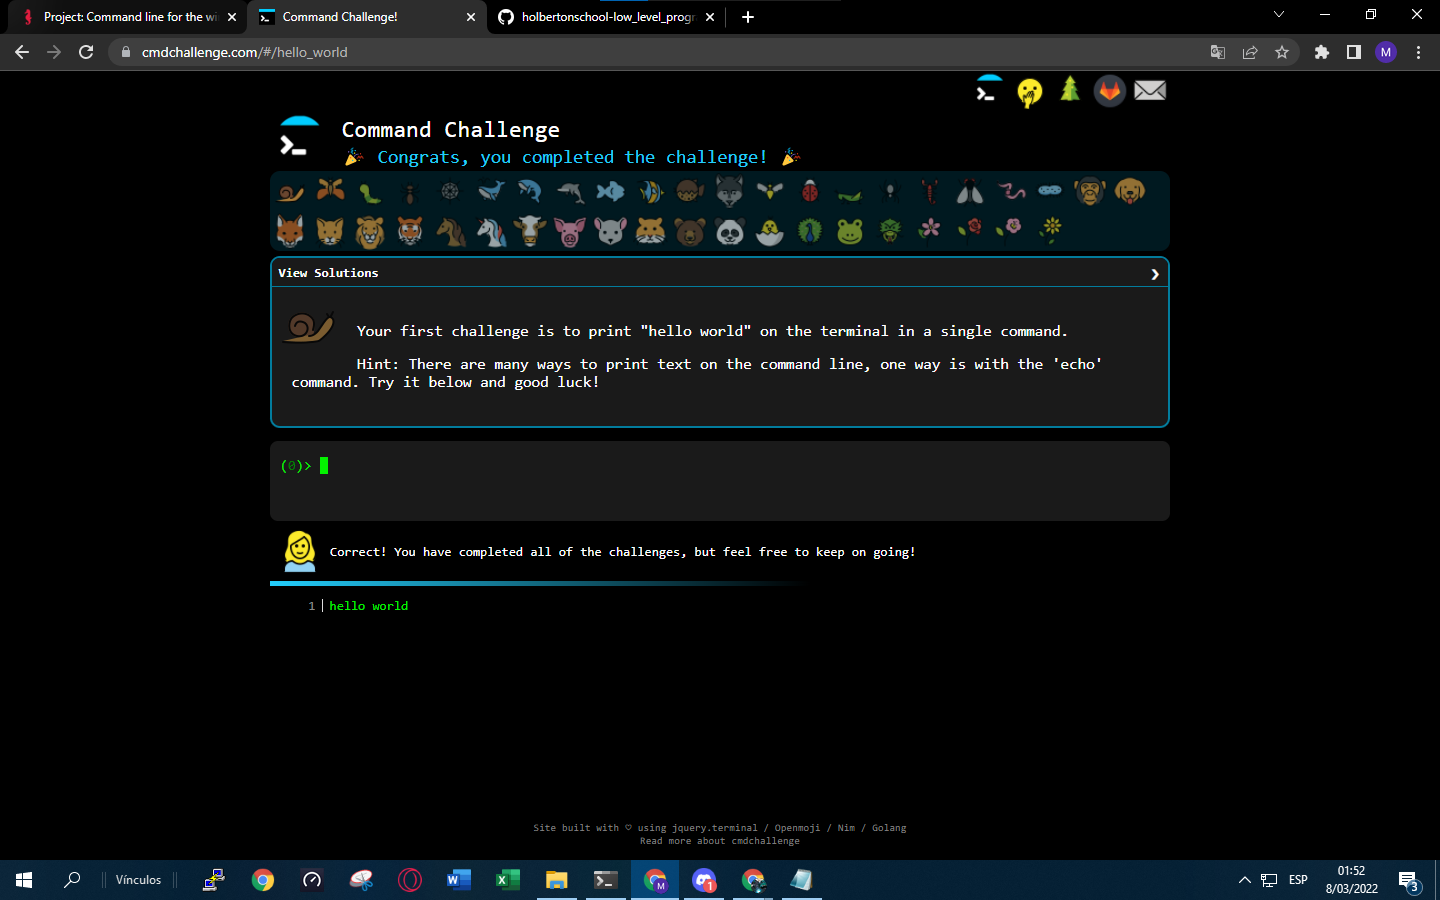 Project: Command line for the wi
Command Challenge!
holbertonschool-low_level_progr
cmdchallenge.com/#/hello_world
M
Command Challenge
Congrats, you completed the challenge!
View Solutions
Your first challenge is to print "hello world" on the terminal in a single command.
Hint: There are many ways to print text on the command line, one way is with the 'echo'
command. Try it below and good luck!
(0)>
Correct! You have completed all of the challenges, but feel free to keep on going!
1 hello world
Site built with ♡ using jquery.terminal / Openmoji / Nim / Golang
Read more about cmdchallenge
Vínculos
M
1
ESP
01:52
8/03/2022
3